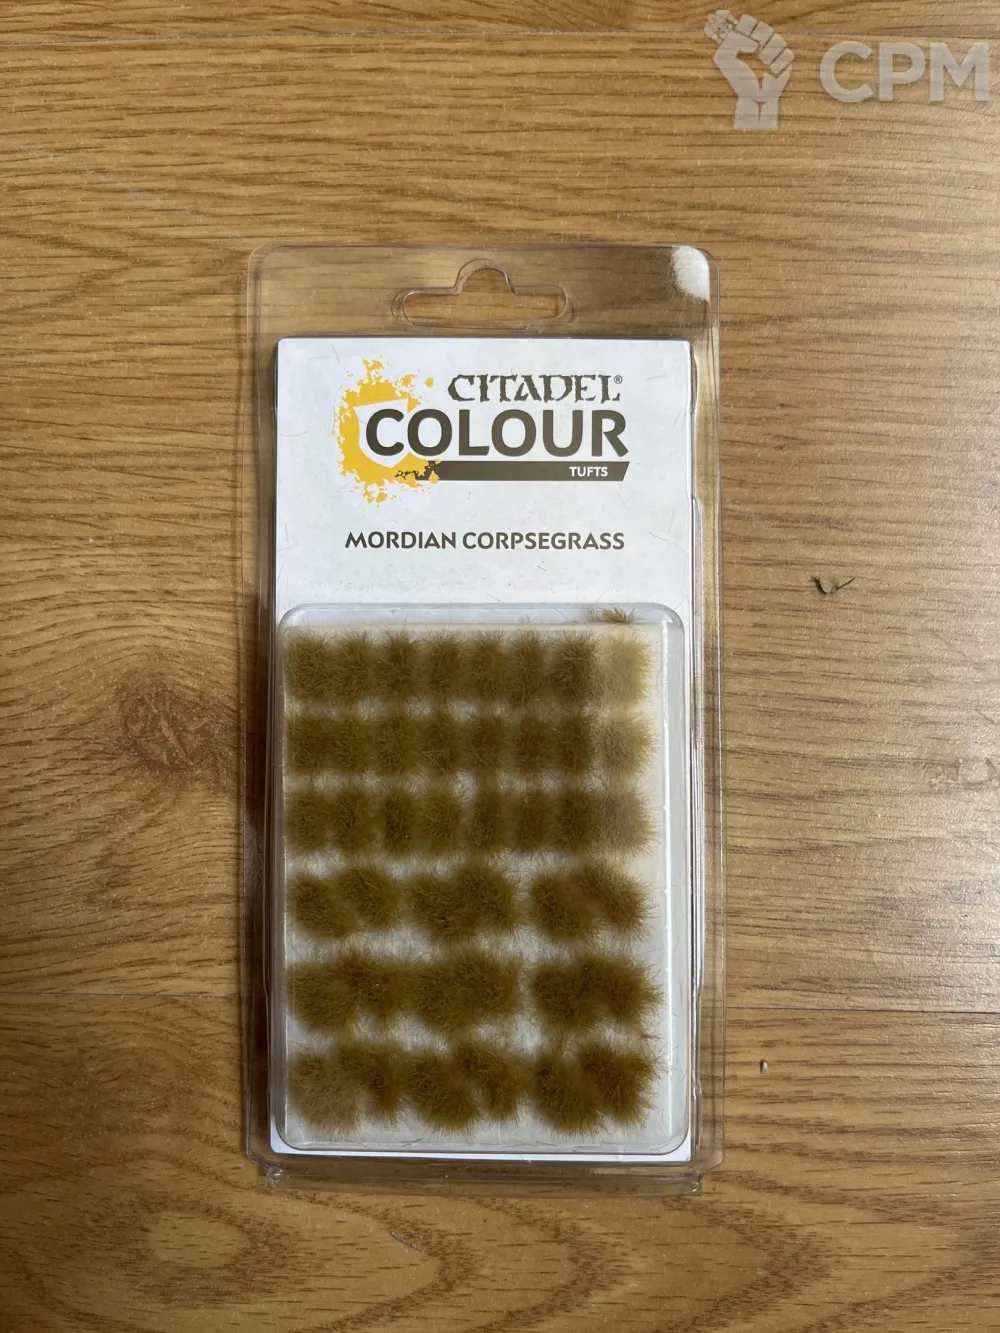 CPM
CITADEL®
COLOUR
TUFTS
MORDIAN CORPSEGRASS